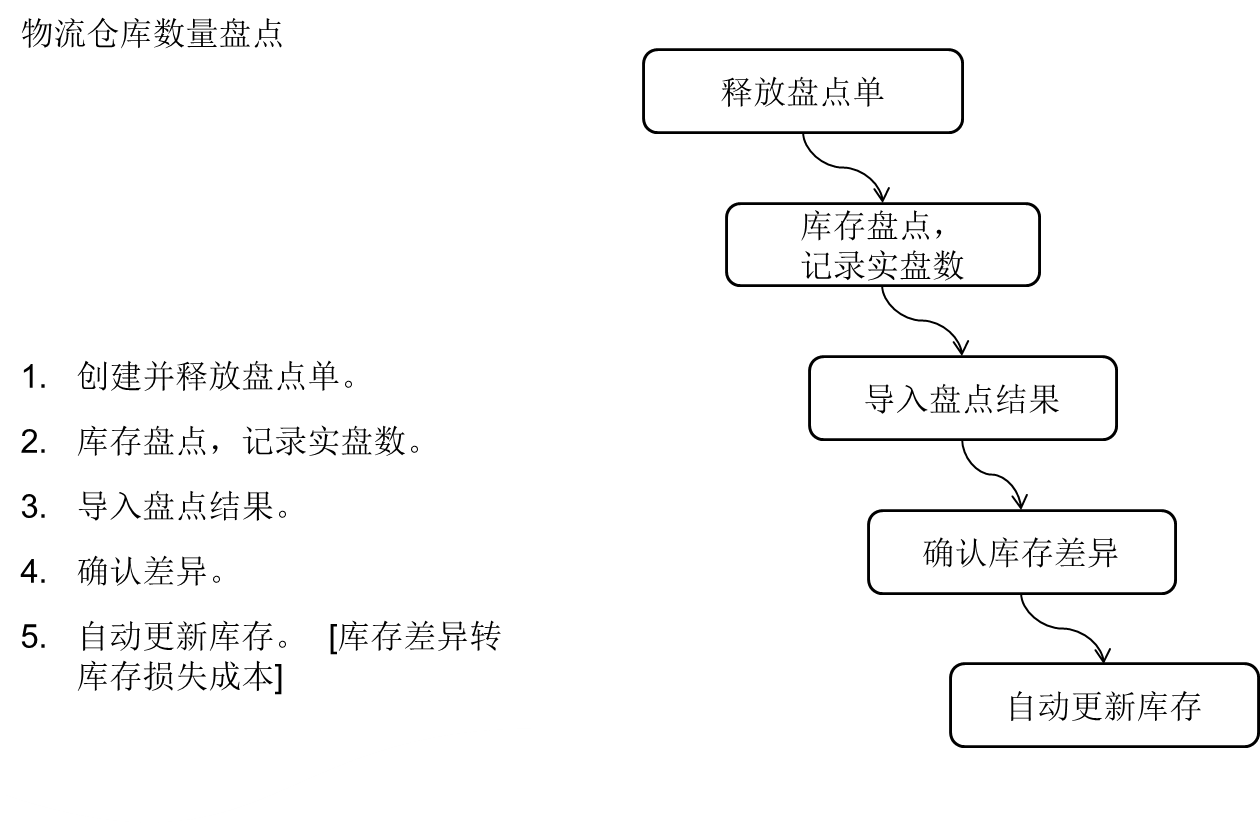 物流仓库数量盘点
释放盘点单
库存盘点，
记录实盘数
导入盘点结果
确认库存差异
自动更新库存
1. 创建并释放盘点单。
2. 库存盘点，记录实盘数。
3. 导入盘点结果。
4. 确认差异。
5. 自动更新库存。 [库存差异转
库存损失成本]